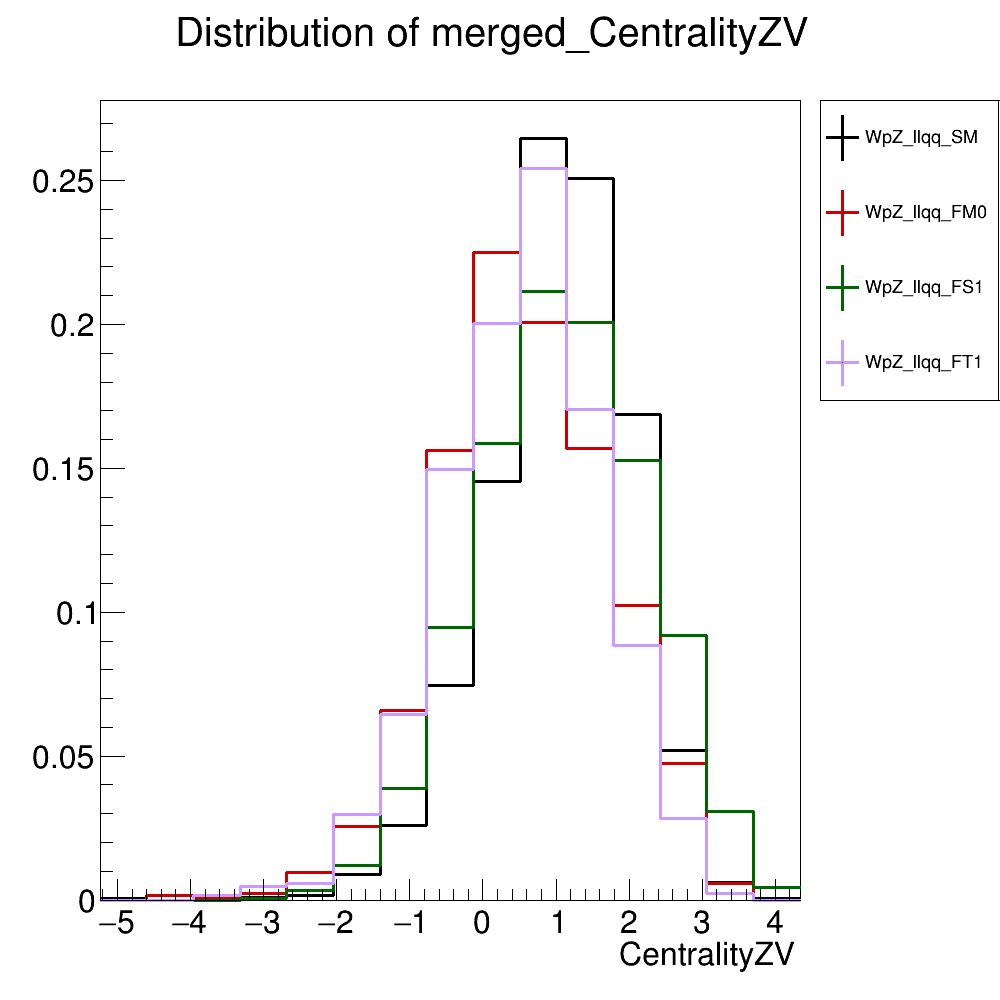 Distribution of merged_CentralityZV
WpZ_llqq_SM
WpZ_llqq_FM0
WpZ_llqq_FS1
WpZ_llqq_FT1
0.25
0.2
0.15
0.1
0.05
0
−5 −4 −3 −2 −1 0 1 2 3 4
CentralityZV